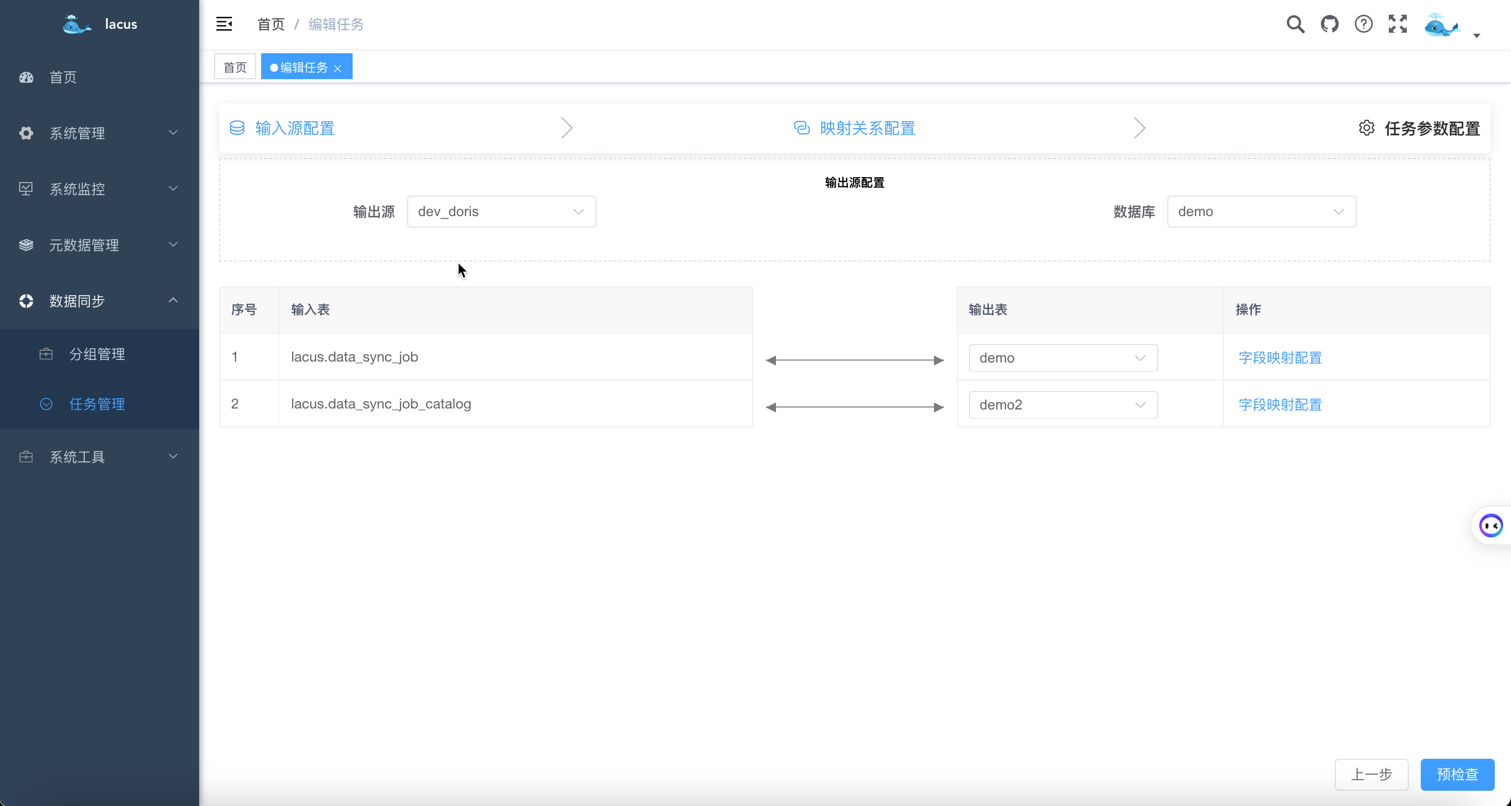 lacus
首页
系统管理
系统监控
元数据管理
数据同步
分组管理
任务管理
系统工具
首页 / 编辑任务
首页
编辑任务
输入源配置
映射关系配置
任务参数配置
输出源配置
输出源 dev_doris
数据库 demo
序号 输入表
1 lacus.data_sync_job
2 lacus.data_sync_job_catalog
输出表 操作
demo 字段映射配置
demo2 字段映射配置
上一步 预检查